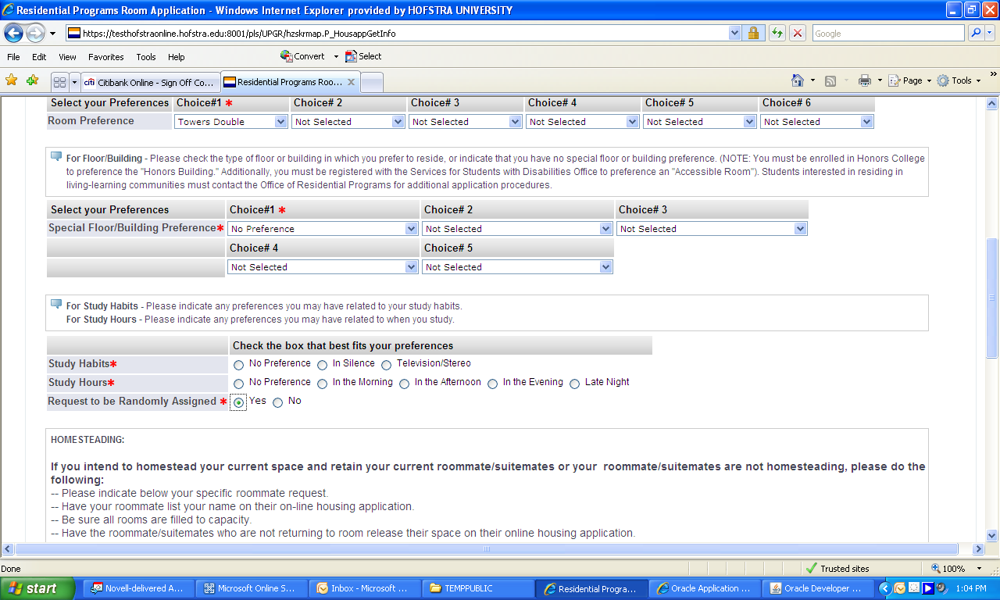 Residential Programs Room Application - Windows Internet Explorer provided by HOFSTRA UNIVERSITY
https://testhofstraonline.hofstra.edu:8001/pls/UPGR/hzskrmap.P_HousappGetInfo
Google
File Edit View Favorites Tools Help Convert Select
Citibank Online - Sign Off Co... Residential Programs Roo... Page Tools
Select your Preferences Choice#1 * Choice# 2 Choice# 3 Choice# 4 Choice# 5 Choice# 6
Room Preference Towers Double Not Selected Not Selected Not Selected Not Selected Not Selected
For Floor/Building - Please check the type of floor or building in which you prefer to reside, or indicate that you have no special floor or building preference. (NOTE: You must be enrolled in Honors College
to preference the "Honors Building." Additionally, you must be registered with the Services for Students with Disabilities Office to preference an "Accessible Room"). Students interested in residing in
living-learning communities must contact the Office of Residential Programs for additional application procedures.
Select your Preferences Choice#1 * Choice# 2 Choice# 3
Special Floor/Building Preference* No Preference Not Selected Not Selected
Choice# 4 Choice# 5
Not Selected Not Selected
For Study Habits - Please indicate any preferences you may have related to your study habits.
For Study Hours - Please indicate any preferences you may have related to when you study.
Check the box that best fits your preferences
Study Habits* No Preference In Silence Television/Stereo
Study Hours* No Preference In the Morning In the Afternoon In the Evening Late Night
Request to be Randomly Assigned * Yes No
HOMESTEADING:
If you intend to homestead your current space and retain your current roommate/suitemates or your roommate/suitemates are not homesteading, please do the
following:
-- Please indicate below your specific roommate request.
-- Have your roommate list your name on their on-line housing application.
-- Be sure all rooms are filled to capacity.
-- Have the roommate/suitemates who are not returning to room release their space on their online housing application.
Done Trusted sites 100%
start Novell-delivered A... Microsoft Online S... Inbox - Microsoft ... TEMPPUBLIC Residential Progra... Oracle Application ... Oracle Developer ... 1:04 PM